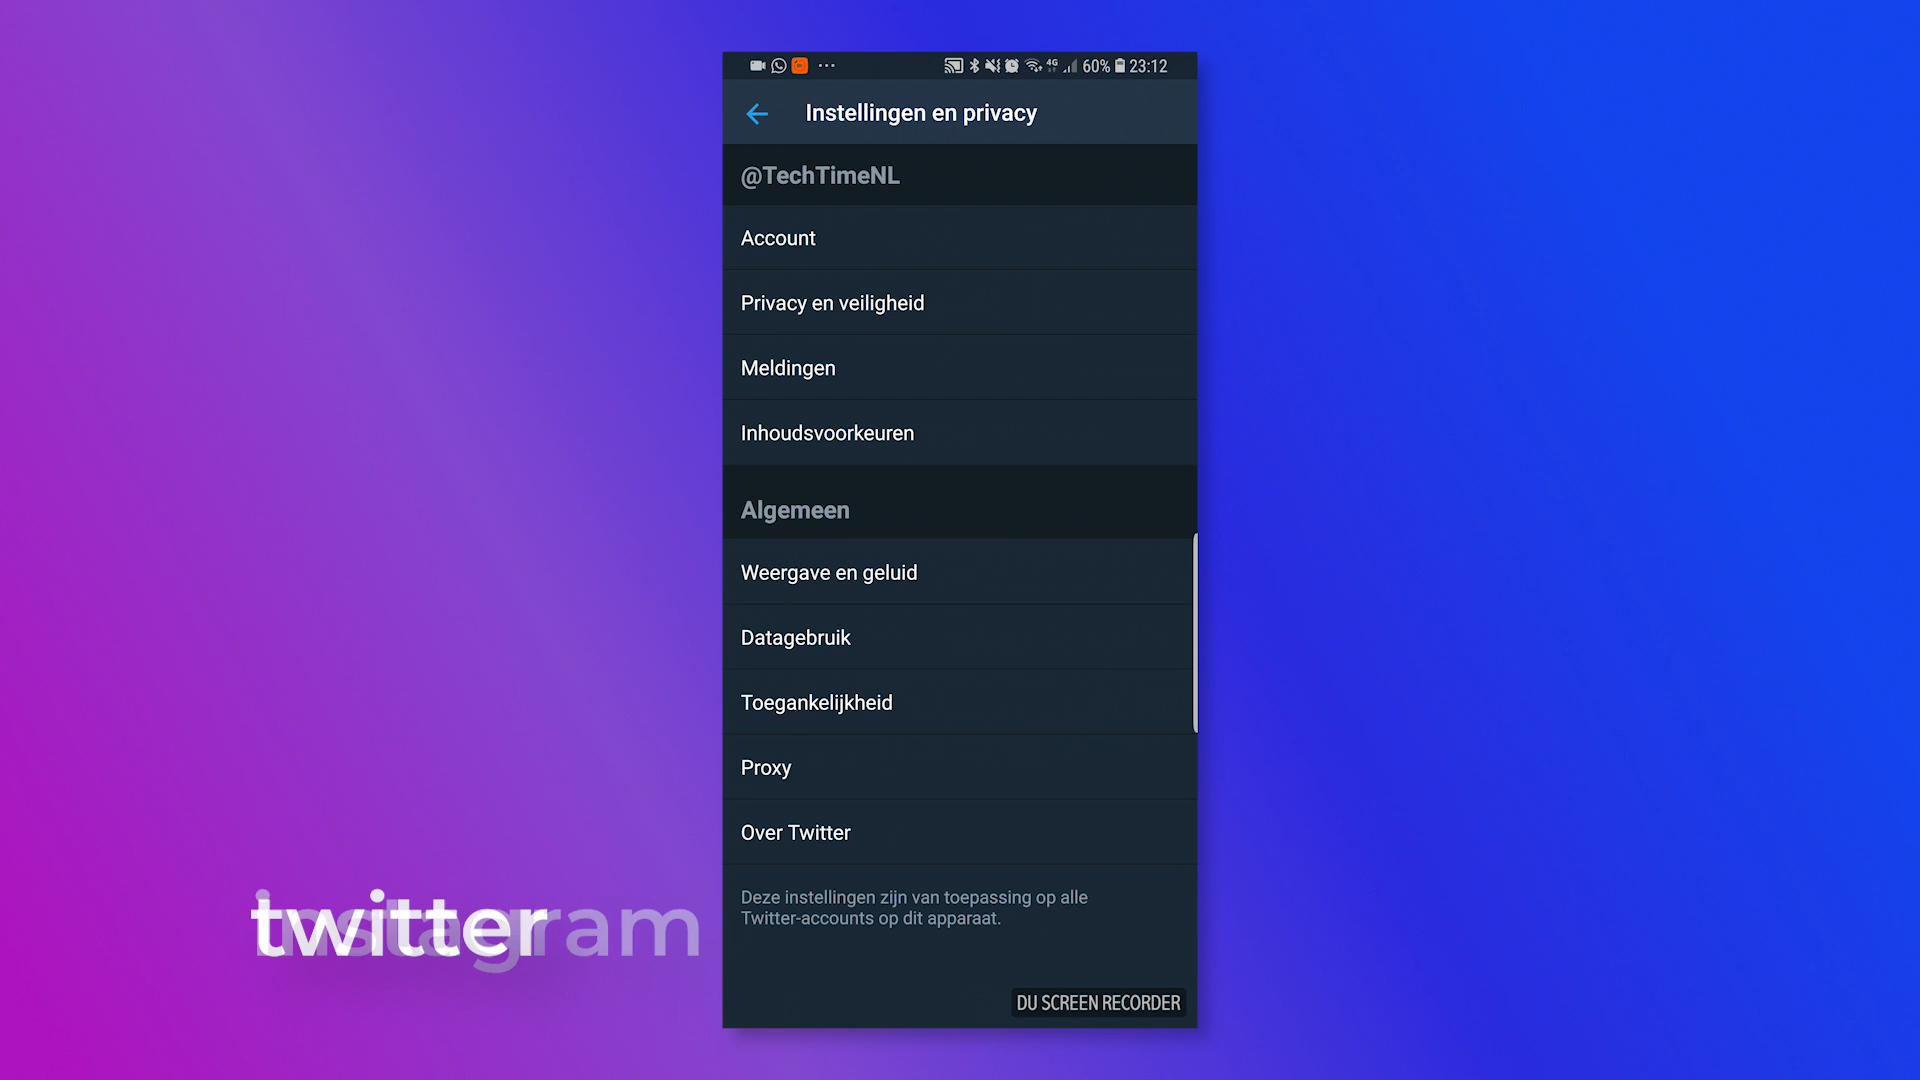 4G 60% 23:12
Instellingen en privacy
@TechTimeNL
Account
Privacy en veiligheid
Meldingen
Inhoudsvoorkeuren
Algemeen
Weergave en geluid
Datagebruik
Toegankelijkheid
Proxy
Over Twitter
Deze instellingen zijn van toepassing op alle
Twitter-accounts op dit apparaat.
twitter
instagram
DU SCREEN RECORDER